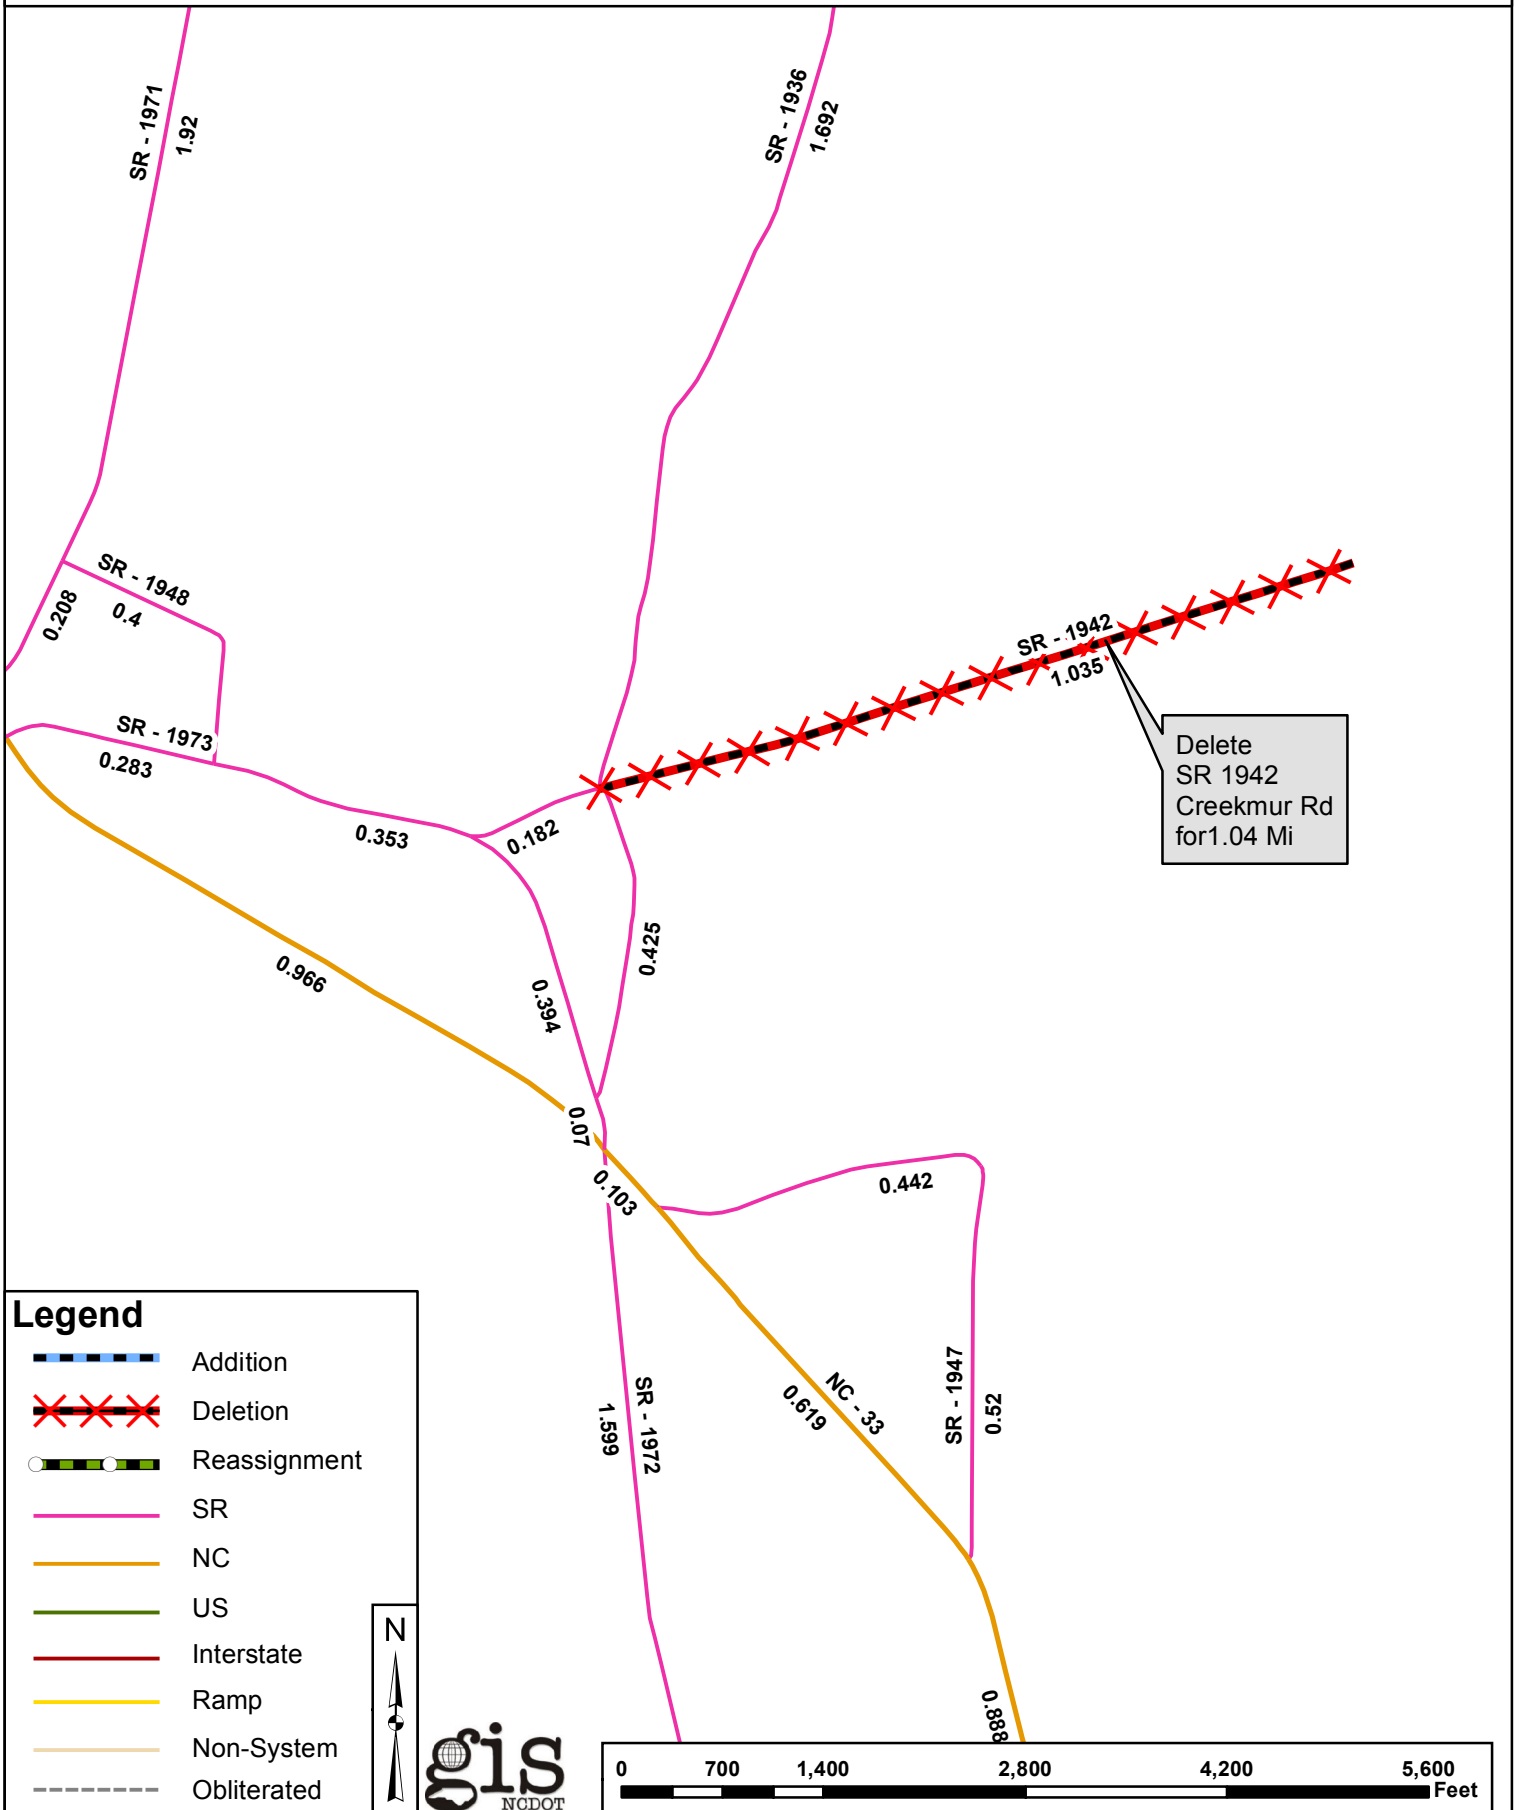 SR - 1971
1.92
SR - 1936
1.692
SR - 1948
0.4
0.208
SR - 1942
1.035
SR - 1973
0.283
Delete
SR 1942
Creekmur Rd
for1.04 Mi
0.353
0.182
0.425
0.966
0.394
0.07
0.103
0.442
SR - 1972
1.599
NC - 33
0.619
SR - 1947
0.52
0.888
Legend
Addition
Deletion
Reassignment
SR
NC
US
Interstate
Ramp
Non-System
Obliterated
N
gis
NCDOT
0 700 1,400 2,800 4,200 5,600
Feet